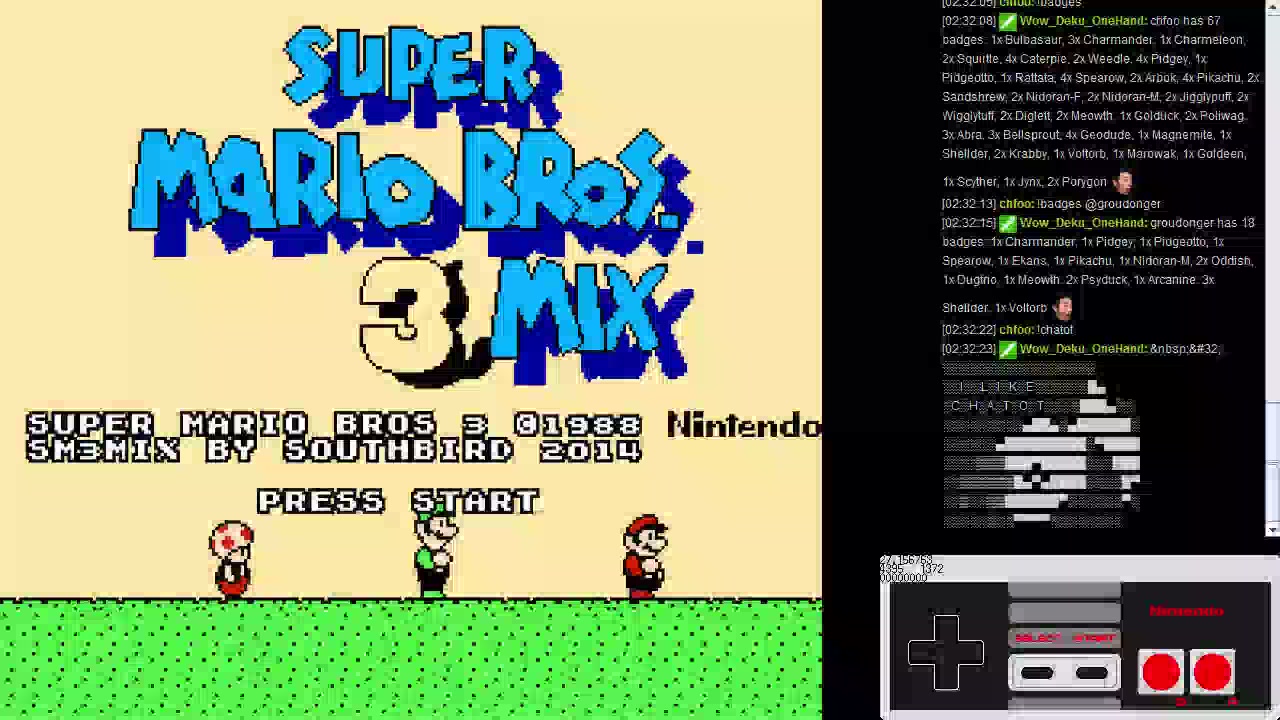 SUPER
MARIO BROS.
3 MIX
SUPER MARIO BROS 3 ©1988 Nintendo
SM3MIX BY SOUTHBIRD 2014
PRESS START
[02:32:05] chfoo: !badges
[02:32:08] Wow_Deku_OneHand: chfoo has 67
badges. 1x Bulbasaur, 3x Charmander, 1x Charmeleon,
2x Squirtle, 4x Caterpie, 2x Weedle, 4x Pidgey, 1x
Pidgeotto, 1x Rattata, 4x Spearow, 2x Arbok, 4x Pikachu, 2x
Sandshrew, 2x Nidoran-F, 2x Nidoran-M, 2x Jigglypuff, 2x
Wigglytuff, 2x Diglett, 2x Meowth, 1x Golduck, 2x Poliwag,
3x Abra, 3x Bellsprout, 4x Geodude, 1x Magnemite, 1x
Shellder, 2x Krabby, 1x Voltorb, 1x Marowak, 1x Goldeen,
1x Scyther, 1x Jynx, 2x Porygon
[02:32:13] chfoo: !badges @groudonger
[02:32:15] Wow_Deku_OneHand: groudonger has 18
badges. 1x Charmander, 1x Pidgey, 1x Pidgeotto, 1x
Spearow, 1x Ekans, 1x Pikachu, 1x Nidoran-M, 2x Oddish,
1x Dugtrio, 1x Meowth, 2x Psyduck, 1x Arcanine, 3x
Shellder, 1x Voltorb
[02:32:22] chfoo: !chatot
[02:32:23] Wow_Deku_OneHand: &nbsp;&#32;
I LIKE
CHATOT
4395 1372
00000000
Nintendo
SELECT START